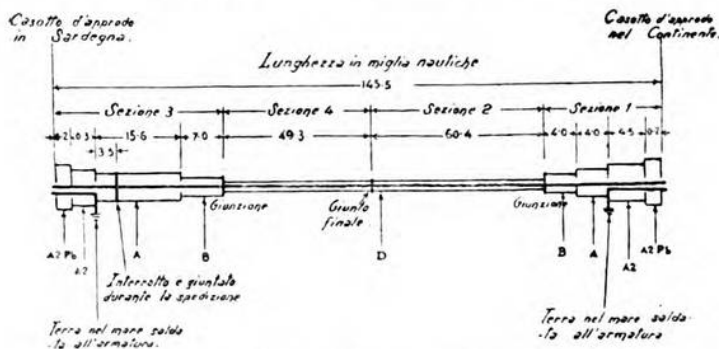 Casotto d'approdo
in Sardegna.
Casotto d'approdo
nel Continente.
Lunghezza in miglia nautiche
145·5
Sezione 3
Sezione 4
Sezione 2
Sezione 1
·2
0·3
15·6
7·0
49·3
60·4
4·0
4·0
4·5
0·2
3·5
Giunzione
Giunto
finale
Giunzione
A2 Pb
A2
A
B
D
B
A
A2
A2 Pb
Interrotto e giuntato
durante la spedizione
Terra nel mare salda-
-ta all'armatura.
Terra nel mare salda-
-ta all'armatura